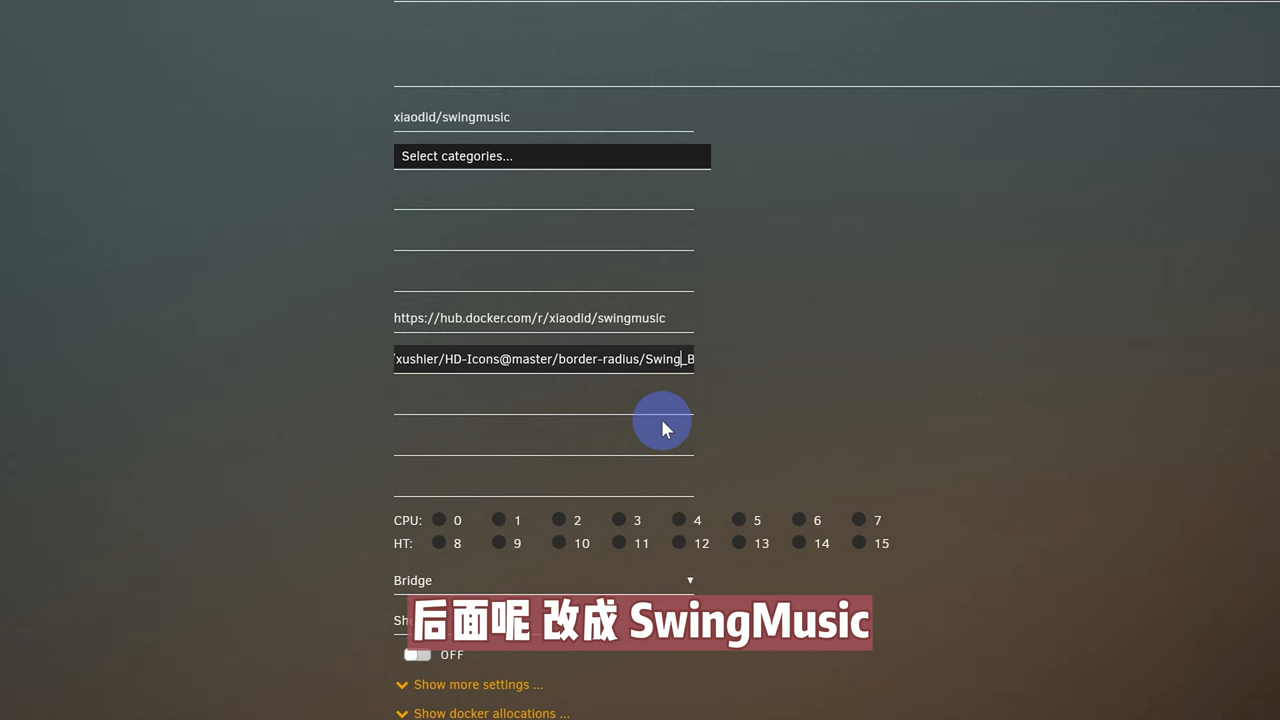 xiaodid/swingmusic
Select categories...
https://hub.docker.com/r/xiaodid/swingmusic
xushier/HD-Icons@master/border-radius/Swing_B
CPU: 0 1 2 3 4 5 6 7
HT: 8 9 10 11 12 13 14 15
Bridge
后面呢 改成 SwingMusic
OFF
Show more settings ...
Show docker allocations ...